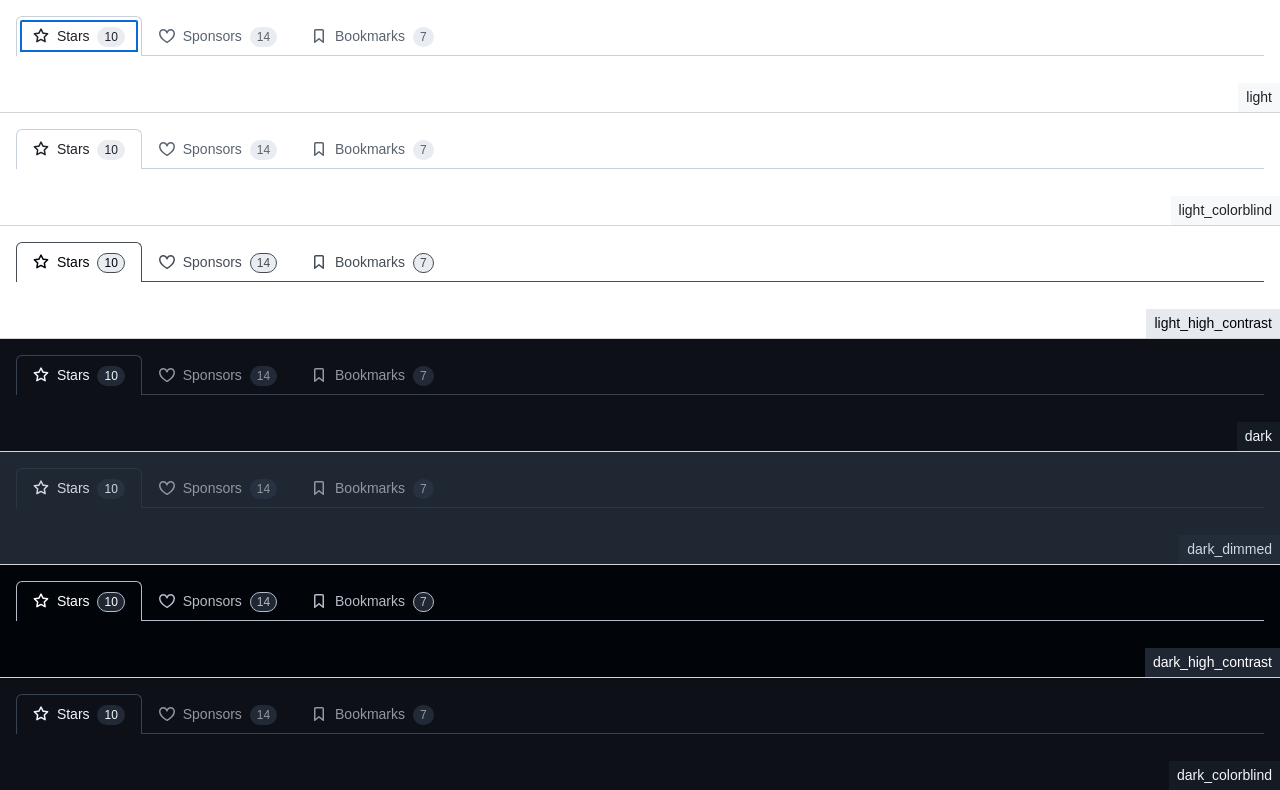 Stars 10 Sponsors 14 Bookmarks 7
light
Stars 10 Sponsors 14 Bookmarks 7
light_colorblind
Stars 10 Sponsors 14 Bookmarks 7
light_high_contrast
Stars 10 Sponsors 14 Bookmarks 7
dark
Stars 10 Sponsors 14 Bookmarks 7
dark_dimmed
Stars 10 Sponsors 14 Bookmarks 7
dark_high_contrast
Stars 10 Sponsors 14 Bookmarks 7
dark_colorblind